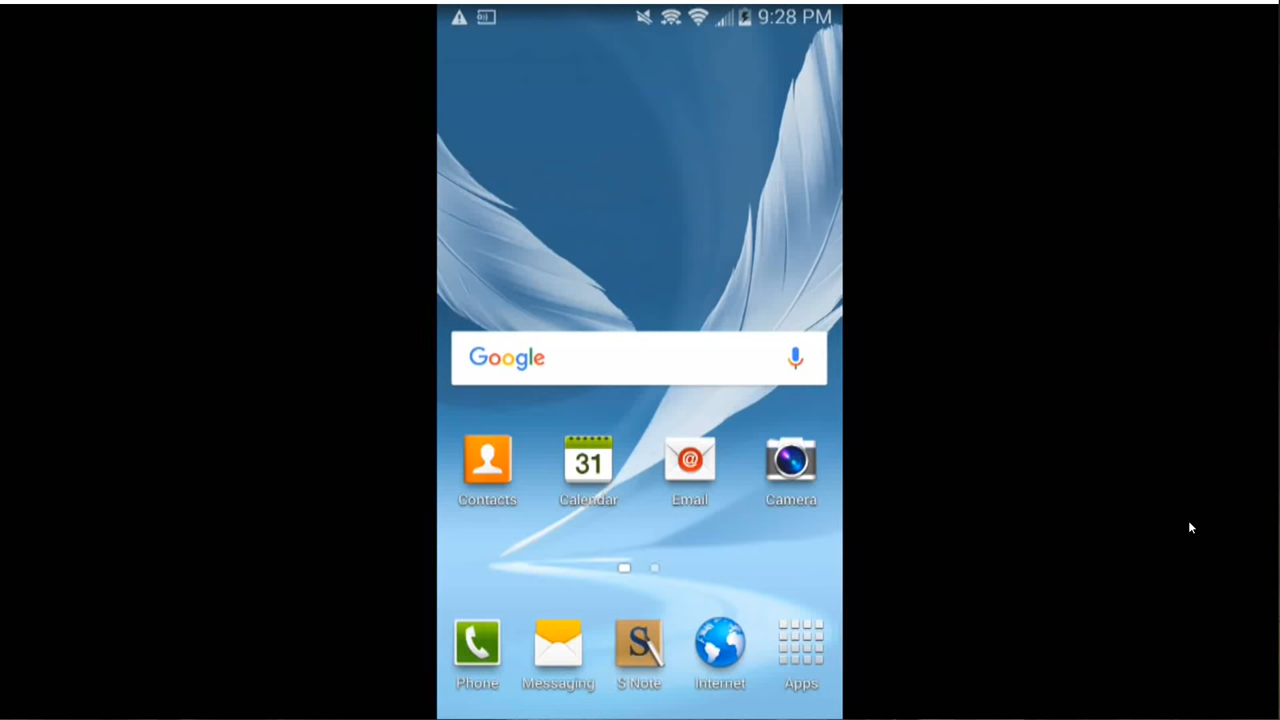 9:28 PM
Google
31
@
Contacts
Calendar
Email
Camera
S
Phone
Messaging
S Note
Internet
Apps